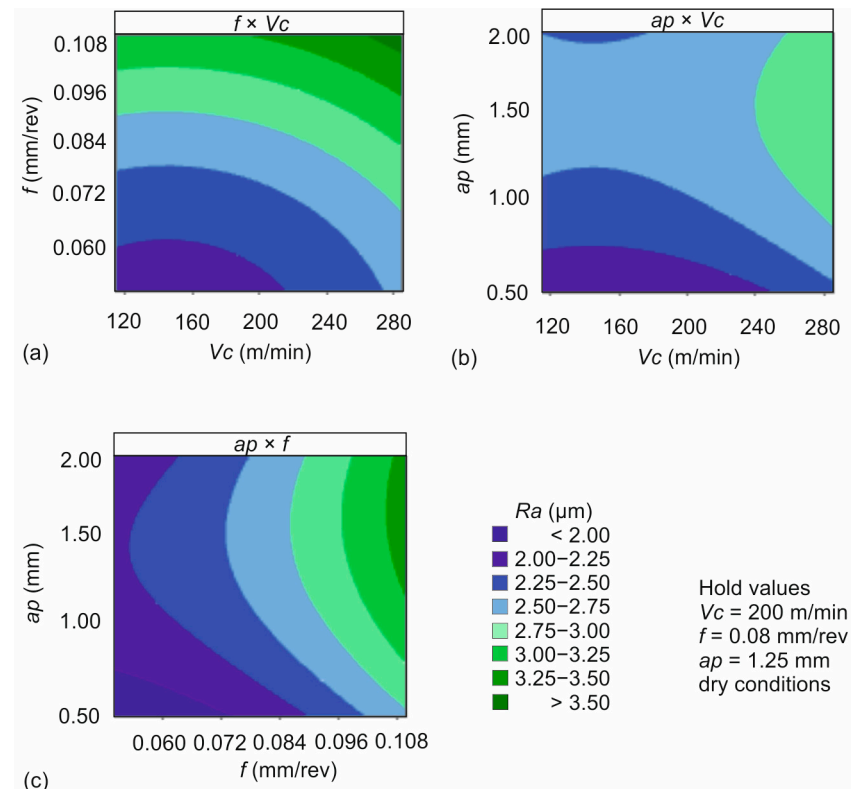 f × Vc
0.108
0.096
0.084
0.072
0.060
f (mm/rev)
120 160 200 240 280
Vc (m/min)
(a)
ap × Vc
2.00
1.50
1.00
0.50
ap (mm)
120 160 200 240 280
Vc (m/min)
(b)
ap × f
2.00
1.50
1.00
0.50
ap (mm)
0.060 0.072 0.084 0.096 0.108
f (mm/rev)
(c)
Ra (µm)
< 2.00
2.00−2.25
2.25−2.50
2.50−2.75
2.75−3.00
3.00−3.25
3.25−3.50
> 3.50
Hold values
Vc = 200 m/min
f = 0.08 mm/rev
ap = 1.25 mm
dry conditions